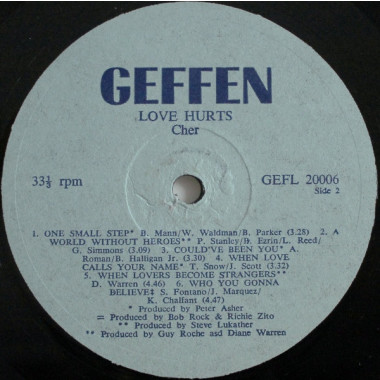 GEFFEN
LOVE HURTS
Cher
33⅓ rpm
GEFL 20006
Side 2
1. ONE SMALL STEP* B. Mann/W. Waldman/B. Parker (3.28) 2. A
WORLD WITHOUT HEROES** P. Stanley/B. Ezrin/L. Reed/
G. Simmons (3.09) 3. COULD'VE BEEN YOU* A.
Roman/B. Halligan Jr. (3.30) 4. WHEN LOVE
CALLS YOUR NAME* T. Snow/J. Scott (3.32)
5. WHEN LOVERS BECOME STRANGERS**
D. Warren (4.46) 6. WHO YOU GONNA
BELIEVE‡ S. Fontano/J. Marquez/
K. Chalfant (4.47)
* Produced by Peter Asher
= Produced by Bob Rock & Richie Zito
** Produced by Steve Lukather
** Produced by Guy Roche and Diane Warren